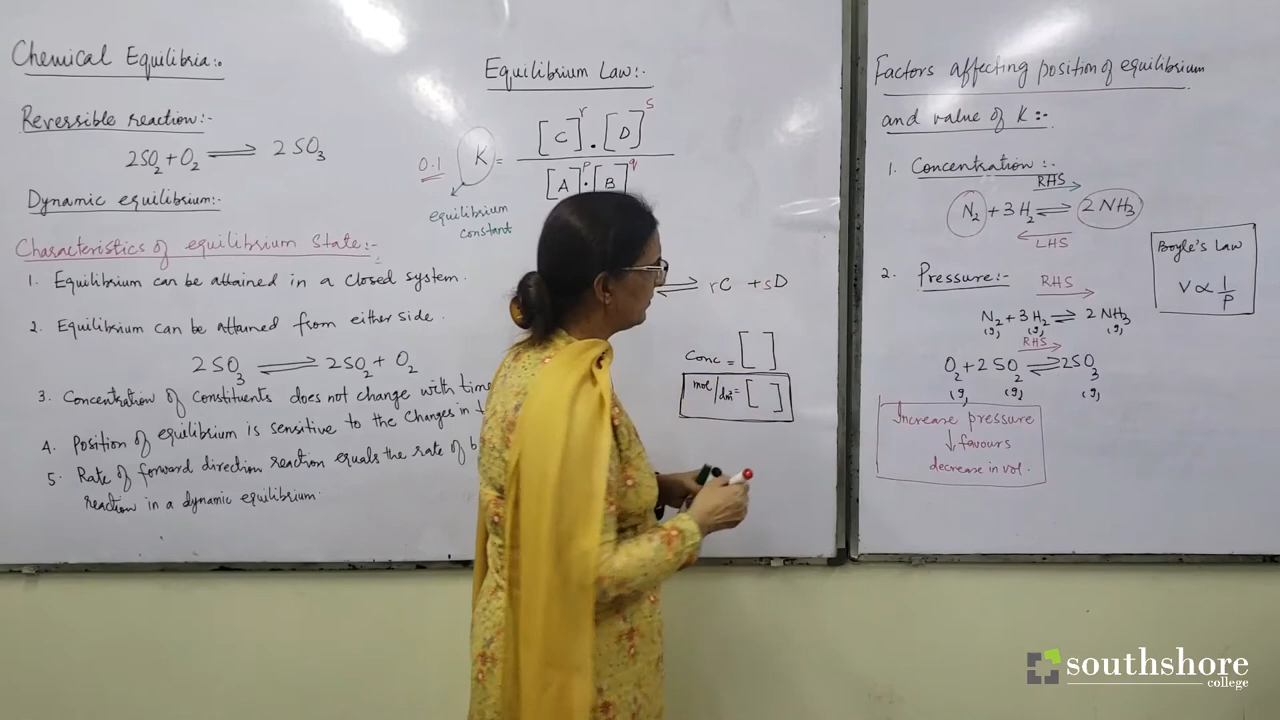 Chemical Equilibria:-
Reversible reaction:-
2SO₂ + O₂ ⇌ 2SO₃
Dynamic equilibrium:-
Characteristics of equilibrium state:-
1. Equilibrium can be attained in a closed system.
2. Equilibrium can be attained from either side.
2SO₃ ⇌ 2SO₂ + O₂
3. Concentration of constituents does not change with time
4. Position of equilibrium is sensitive to the changes in
5. Rate of forward direction reaction equals the rate of
reaction in a dynamic equilibrium.
Equilibrium Law:-
0.1 K = [C]ʳ · [D]ˢ
[A]ᵖ · [B]^q
equilibrium
constant
⇌ rC + sD
Conc = [ ]
mol/dm³ = [ ]
Factors affecting position of equilibrium
and value of K:-
1. Concentration:-
RHS
N₂ + 3H₂ ⇌ 2NH₃
LHS
2. Pressure:-
RHS
N₂ + 3H₂ ⇌ 2NH₃
(g) (g) (g)
RHS
O₂ + 2SO₂ ⇌ 2SO₃
(g) (g) (g)
Increase pressure
↓ favours
decrease in vol.
Boyle's Law
V ∝ 1/P
southshore
college